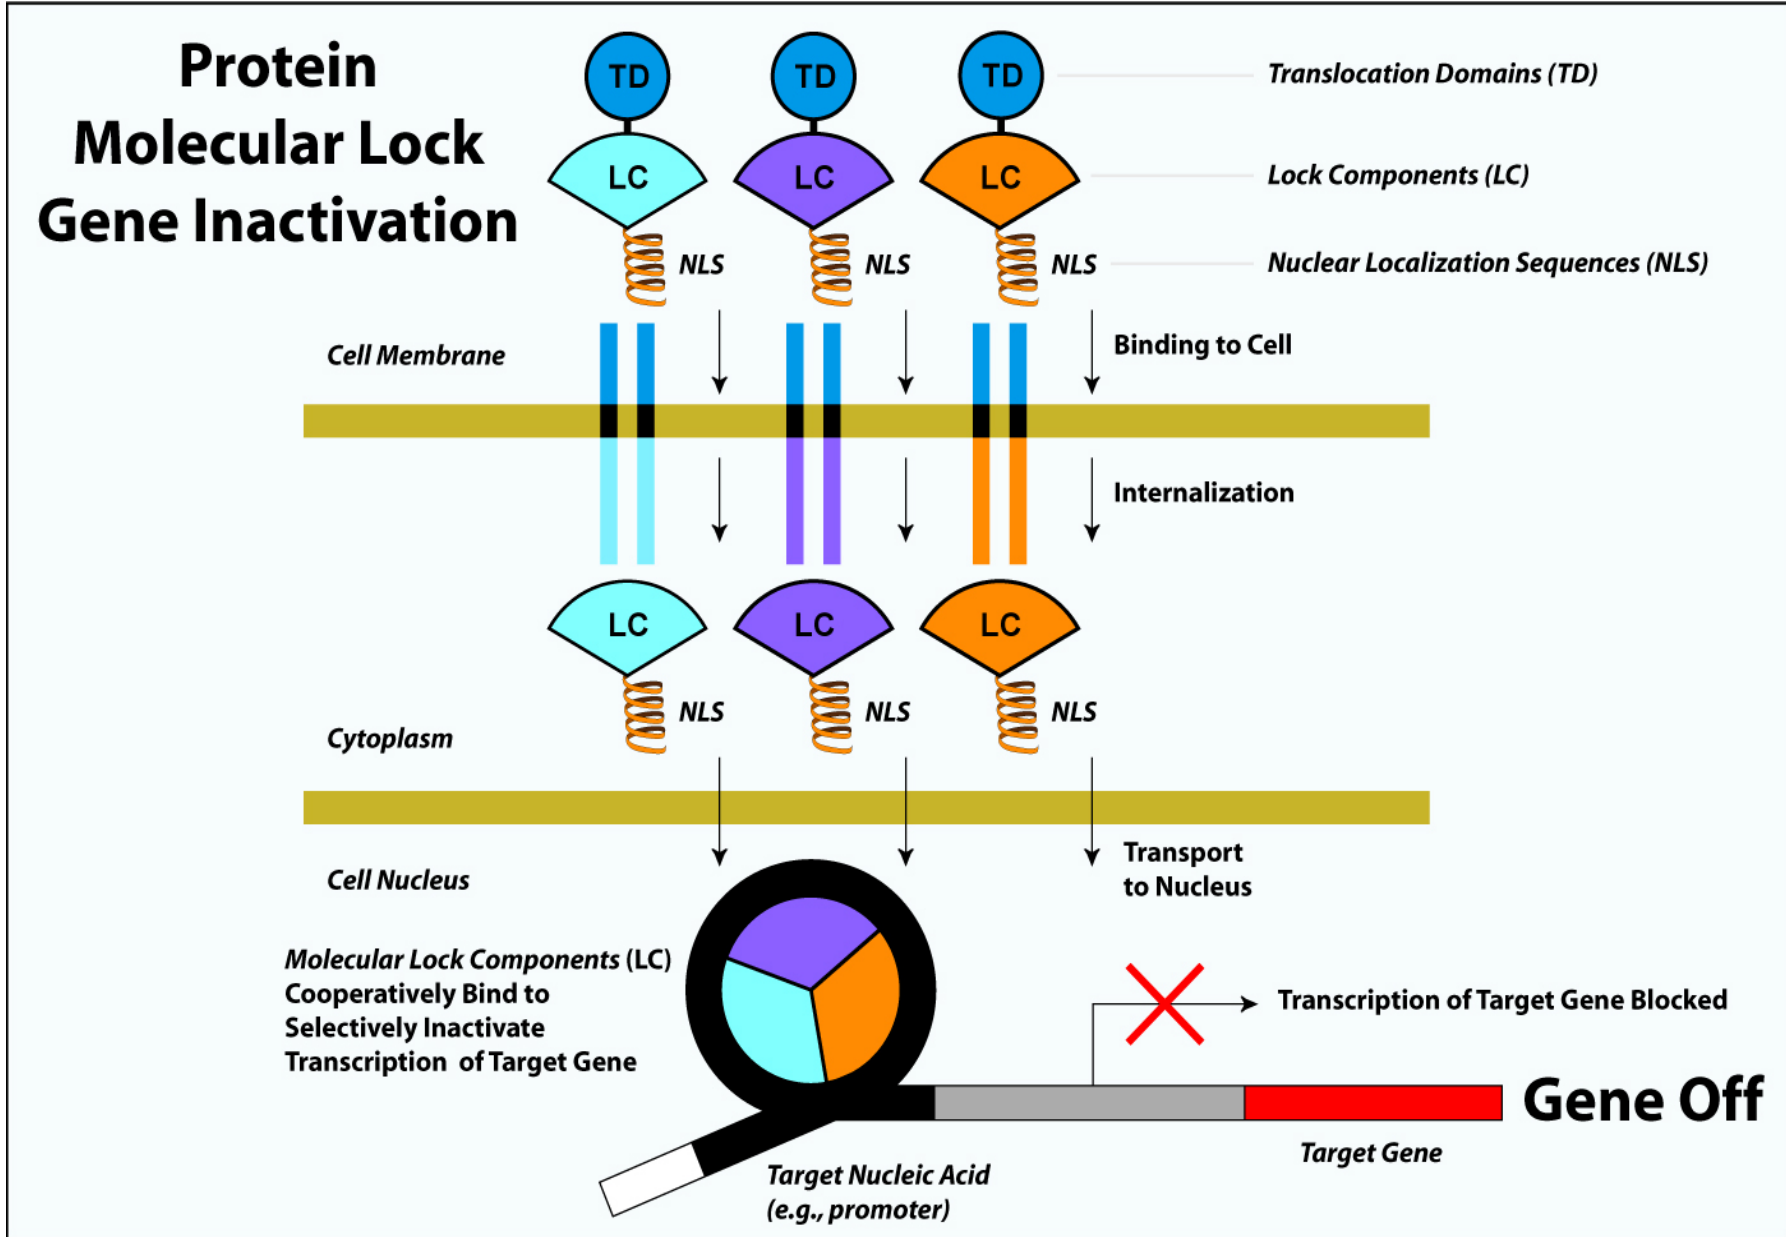 Protein
Molecular Lock
Gene Inactivation
TD
TD
TD
Translocation Domains (TD)
LC
LC
LC
Lock Components (LC)
NLS
NLS
NLS
Nuclear Localization Sequences (NLS)
Cell Membrane
Binding to Cell
Internalization
LC
LC
LC
NLS
NLS
NLS
Cytoplasm
Cell Nucleus
Transport
to Nucleus
Molecular Lock Components (LC)
Cooperatively Bind to
Selectively Inactivate
Transcription of Target Gene
Transcription of Target Gene Blocked
Gene Off
Target Gene
Target Nucleic Acid
(e.g., promoter)